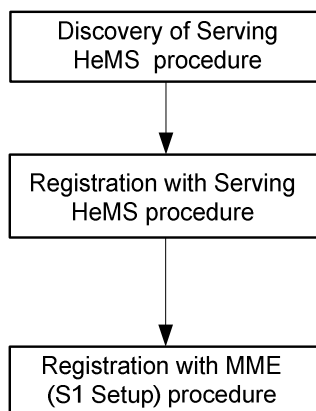 Discovery of Serving
HeMS procedure
Registration with Serving
HeMS procedure
Registration with MME
(S1 Setup) procedure